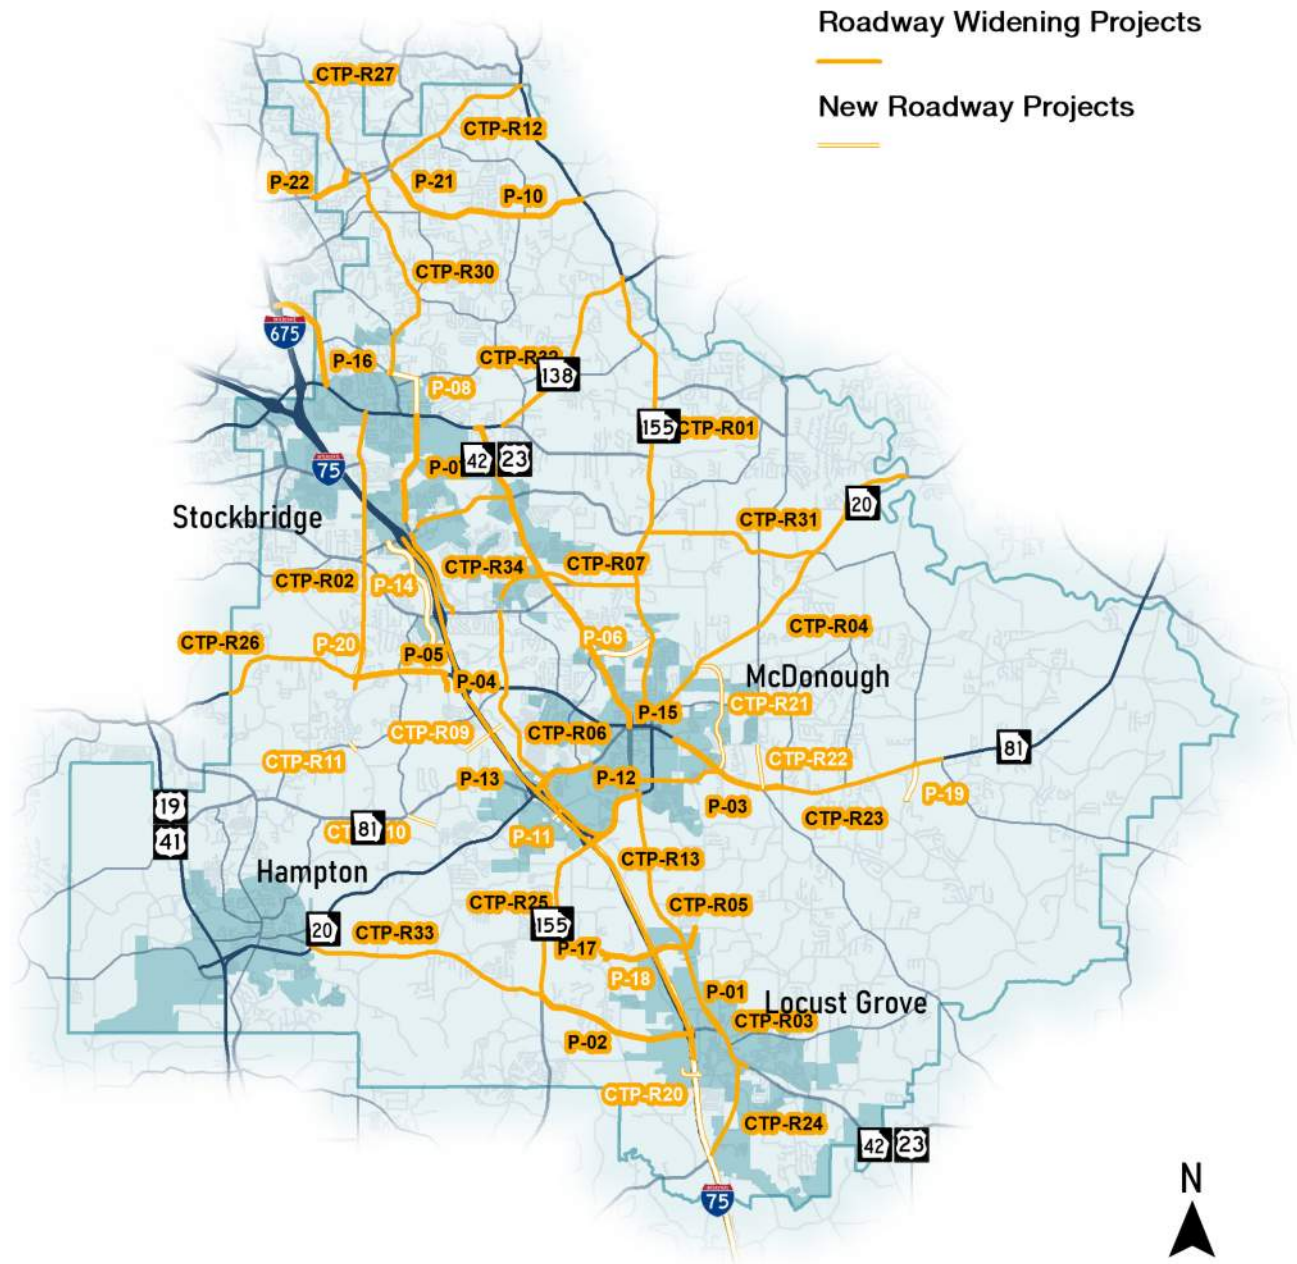 Roadway Widening Projects
New Roadway Projects
CTP-R27
CTP-R12
P-22
P-21
P-10
CTP-R30
INTERSTATE
675
P-16
CTP-R32
138
P-08
155
CTP-R01
42
23
75
20
Stockbridge
CTP-R31
CTP-R02
P-14
CTP-R34
CTP-R07
CTP-R26
P-20
P-05
P-06
CTP-R04
P-04
McDonough
P-15
CTP-R21
CTP-R09
CTP-R06
CTP-R11
CTP-R22
81
P-13
P-12
P-03
P-19
19
41
81
10
P-11
CTP-R23
Hampton
CTP-R13
CTP-R25
CTP-R05
20
CTP-R33
155
P-17
P-18
P-01
Locust Grove
CTP-R03
P-02
CTP-R20
CTP-R24
42
23
75
N